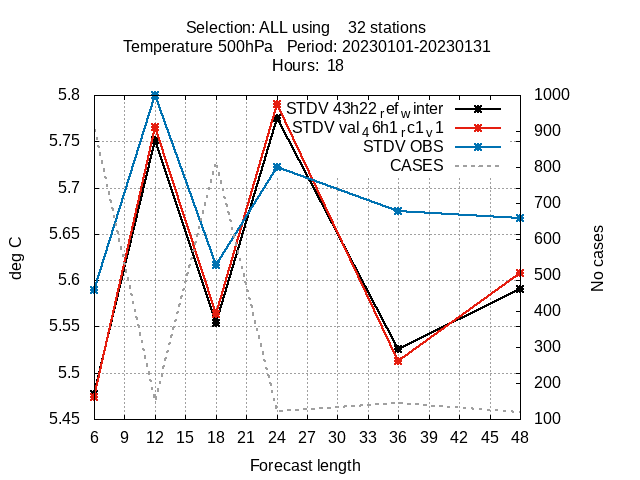 Selection: ALL using    32 stations
Temperature 500hPa   Period: 20230101-20230131
Hours: 18
STDV 43h22refwinter
STDV val46h1rc1v1
STDV OBS
CASES
5.8
5.75
5.7
5.65
5.6
5.55
5.5
5.45
deg C
1000
900
800
700
600
500
400
300
200
100
No cases
6 9 12 15 18 21 24 27 30 33 36 39 42 45 48
Forecast length